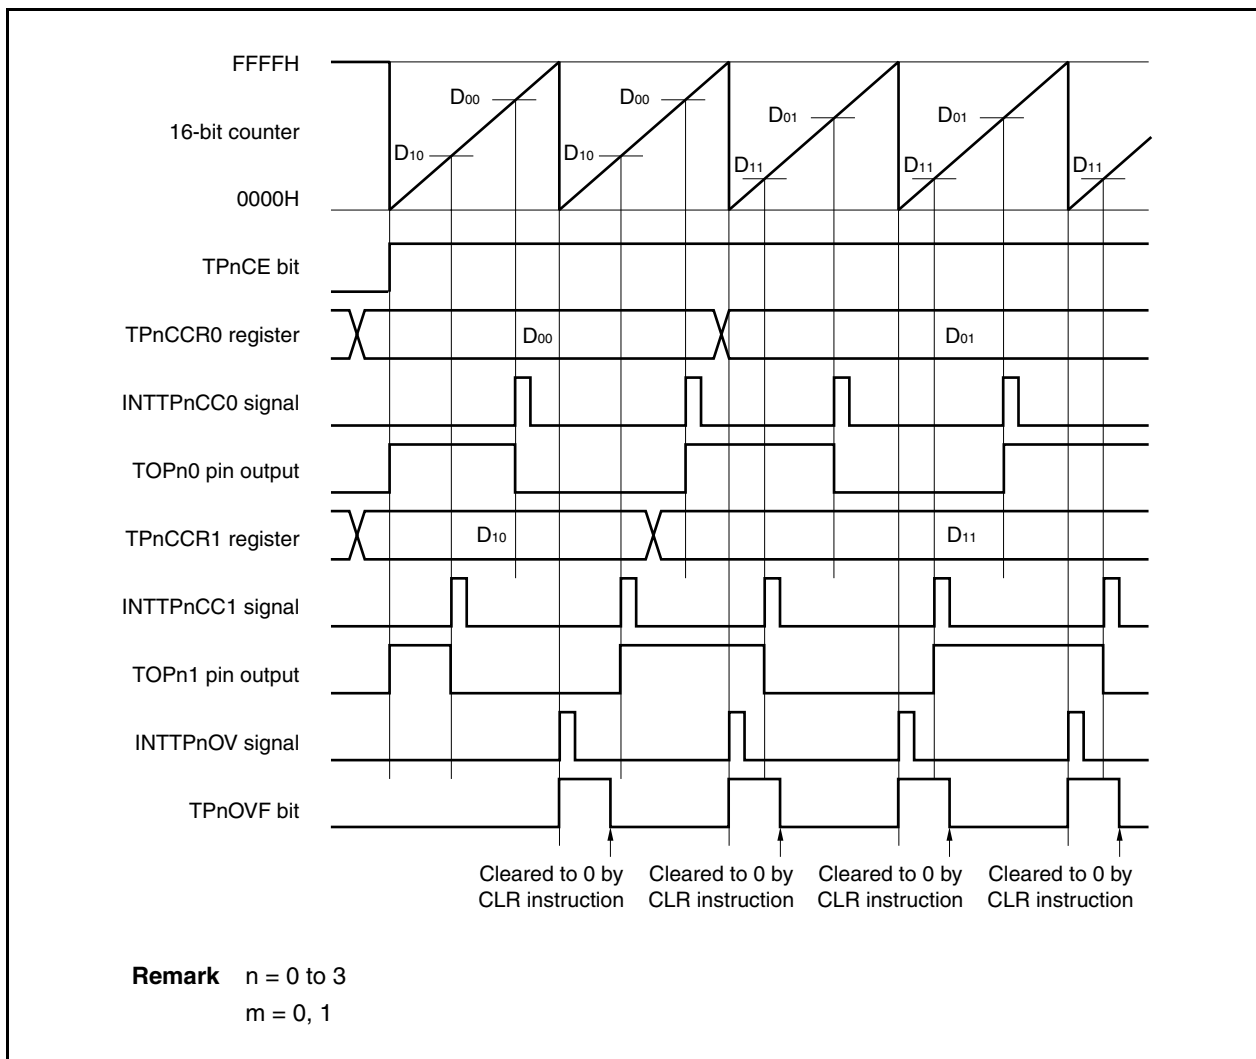 FFFFH
D00 D00
D01 D01
16-bit counter
D10 D10
D11 D11 D11
0000H
TPnCE bit
TPnCCR0 register D00 D01
INTTPnCC0 signal
TOPn0 pin output
TPnCCR1 register D10 D11
INTTPnCC1 signal
TOPn1 pin output
INTTPnOV signal
TPnOVF bit
Cleared to 0 by Cleared to 0 by Cleared to 0 by Cleared to 0 by
CLR instruction CLR instruction CLR instruction CLR instruction
Remark n = 0 to 3
m = 0, 1